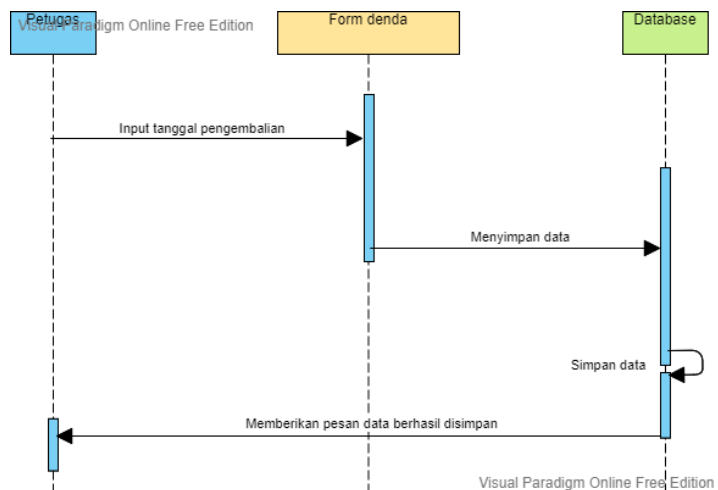 Petugas
Visual Paradigm Online Free Edition
Form denda
Database
Input tanggal pengembalian
Menyimpan data
Simpan data
Memberikan pesan data berhasil disimpan
Visual Paradigm Online Free Edition